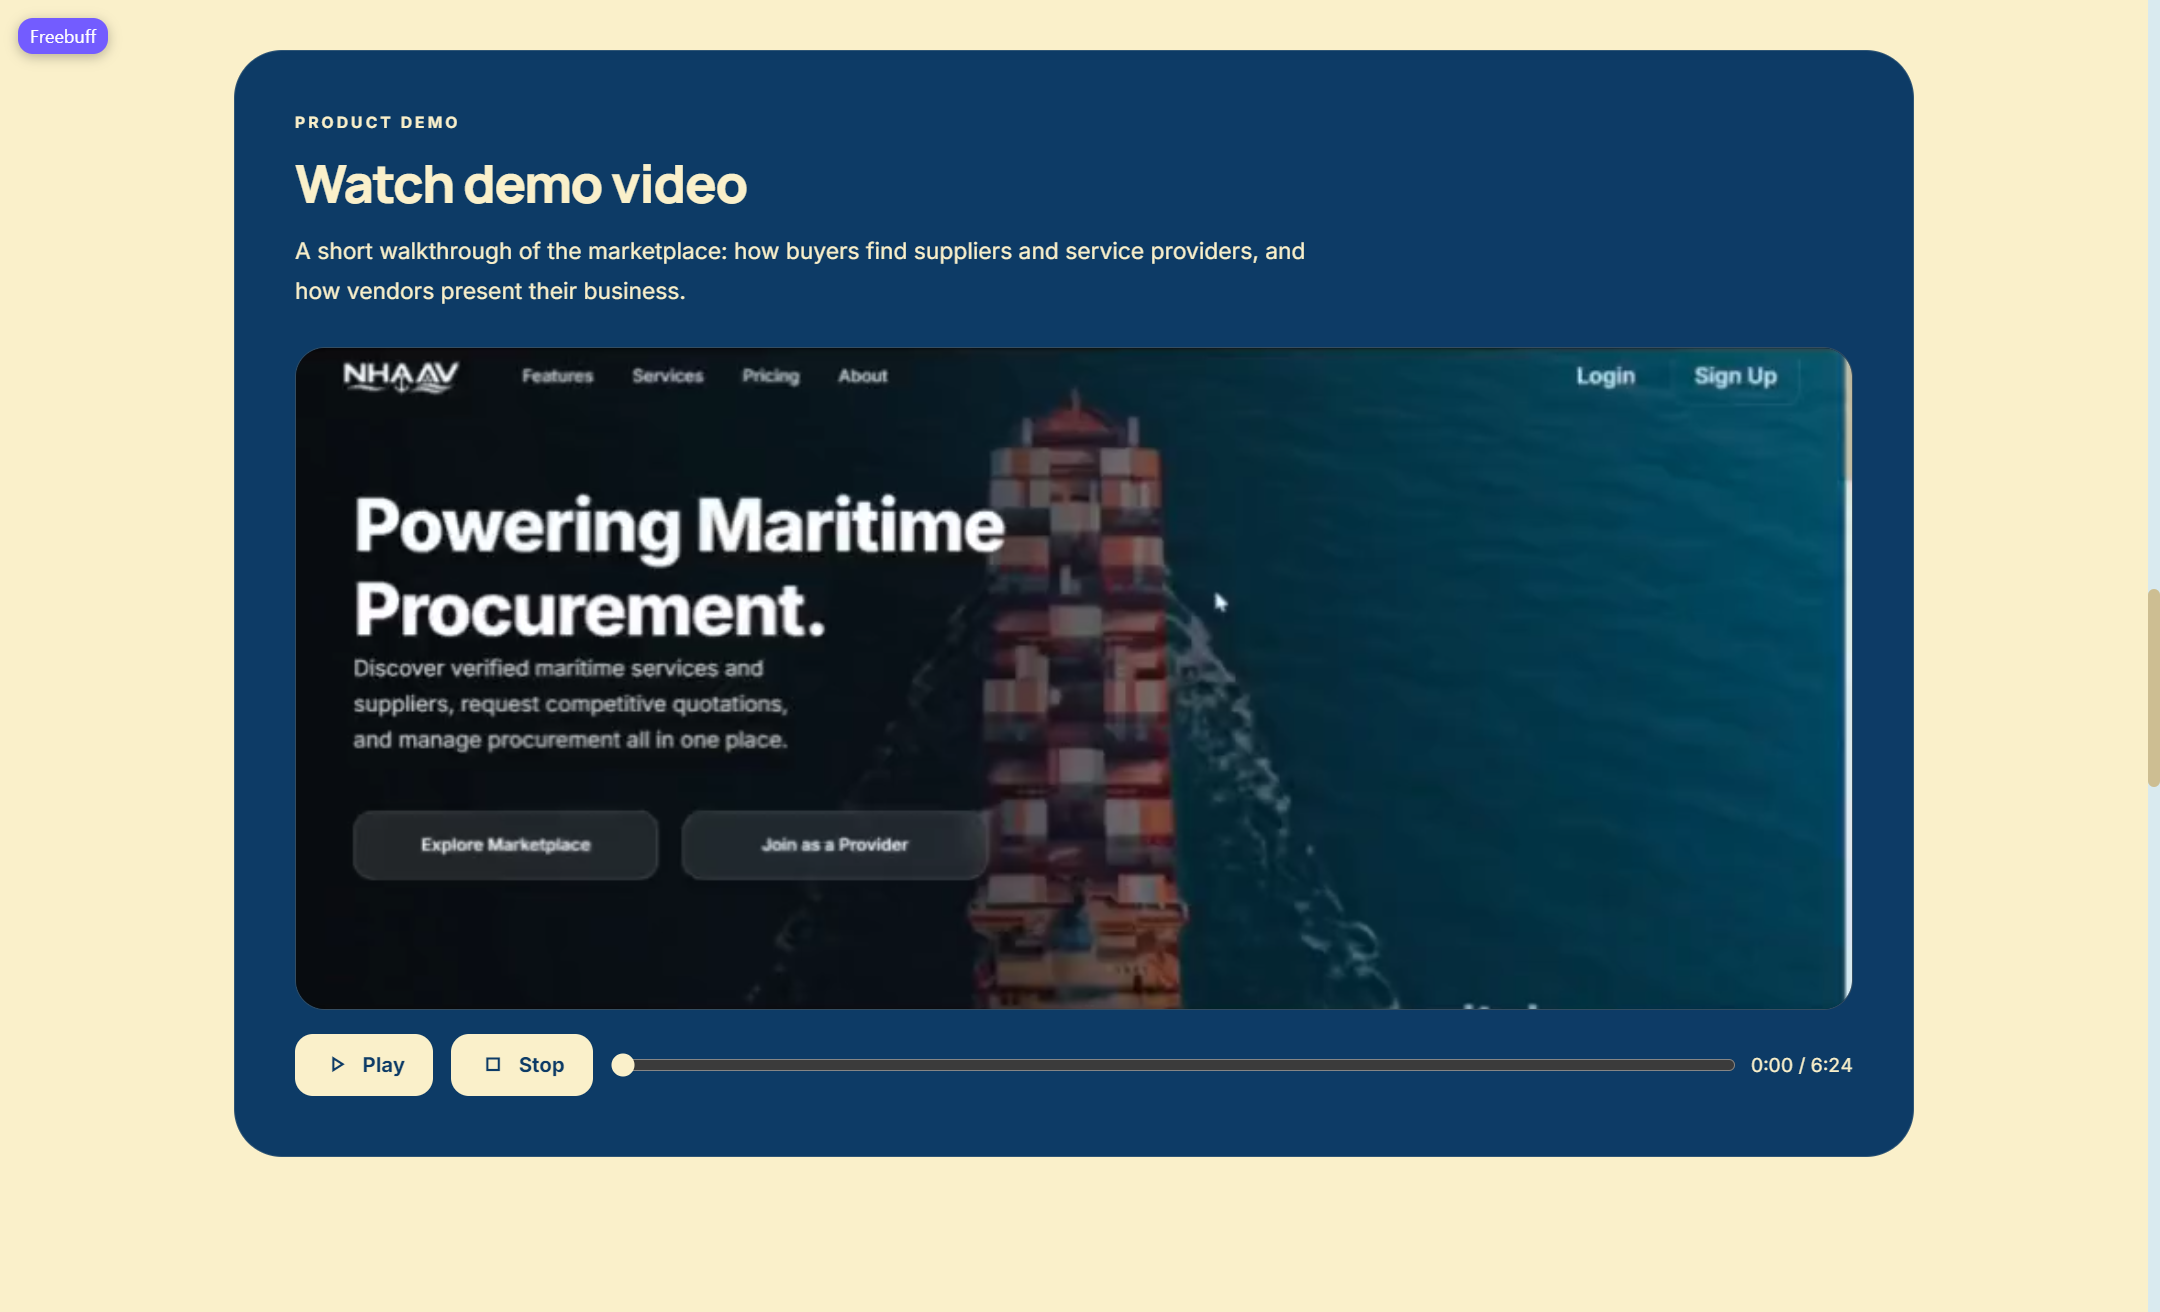 Freebuff
PRODUCT DEMO
Watch demo video
A short walkthrough of the marketplace: how buyers find suppliers and service providers, and
how vendors present their business.
NHAAV
Features Services Pricing About
Login Sign Up
Powering Maritime
Procurement.
Discover verified maritime services and
suppliers, request competitive quotations,
and manage procurement all in one place.
Explore Marketplace Join as a Provider
Play Stop 0:00 / 6:24